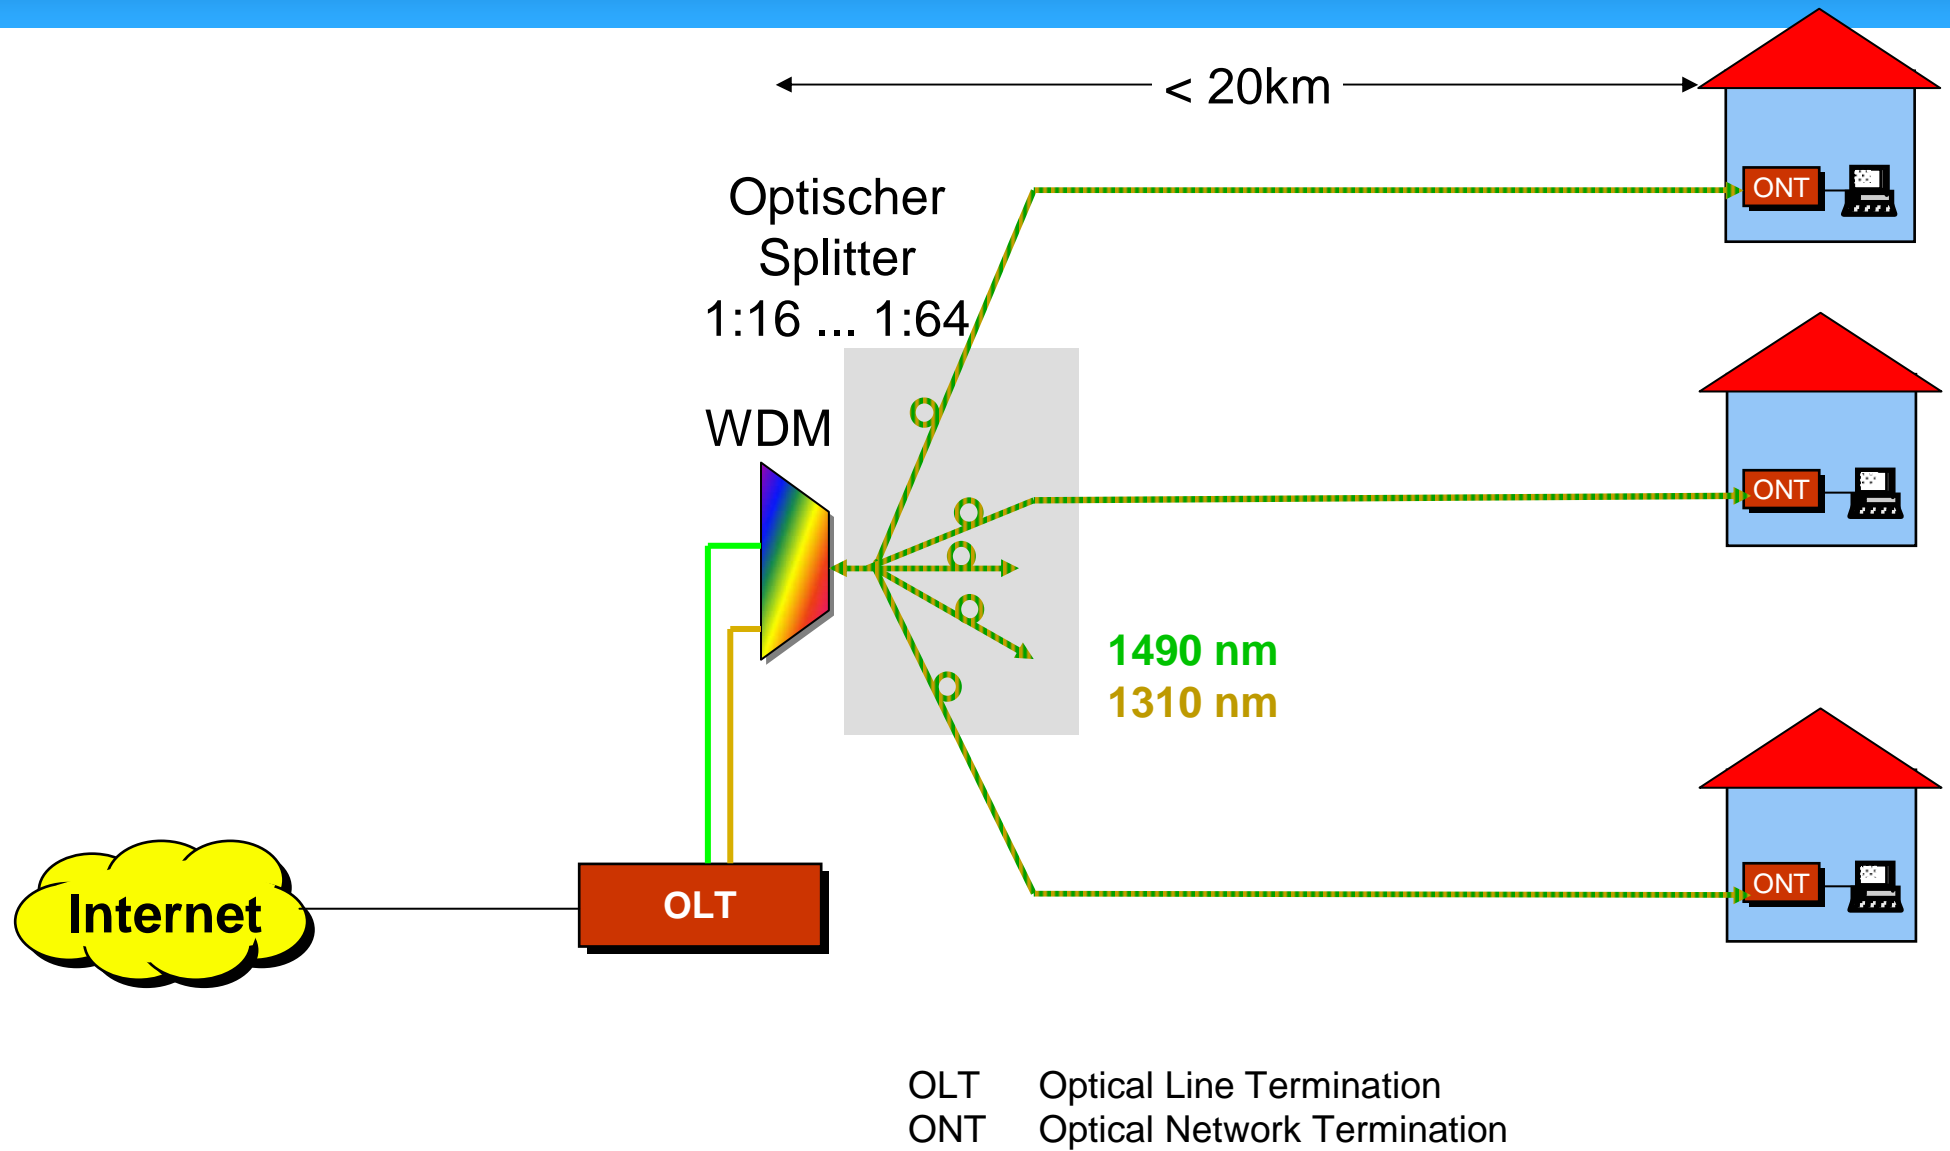 < 20km
Optischer
Splitter
1:16 ... 1:64
ONT
WDM
ONT
1490 nm
1310 nm
ONT
Internet
OLT
OLT Optical Line Termination
ONT Optical Network Termination